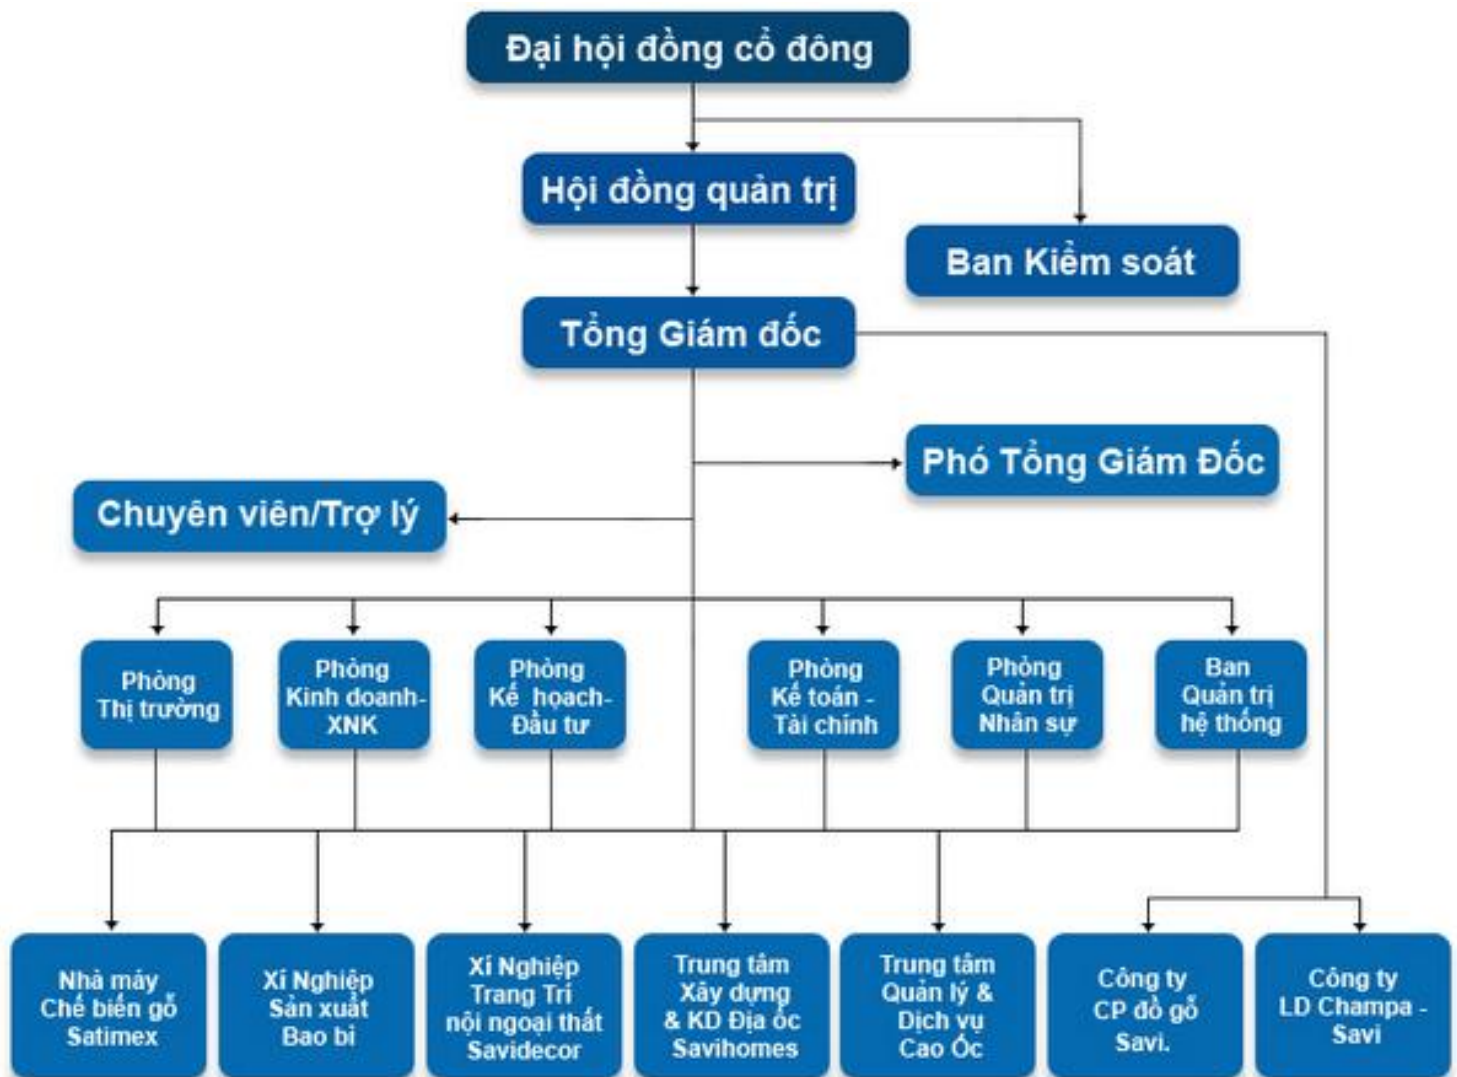 Đại hội đồng cổ đông
Hội đồng quản trị
Ban Kiểm soát
Tổng Giám đốc
Phó Tổng Giám Đốc
Chuyên viên/Trợ lý
Phòng
Thị trường
Phòng
Kinh doanh-
XNK
Phòng
Kế họạch-
Đầu tư
Phòng
Kế toán -
Tài chính
Phòng
Quản trị
Nhân sự
Ban
Quản trị
hệ thống
Nhà máy
Chế biến gỗ
Satimex
Xí Nghiệp
Sản xuất
Bao bì
Xí Nghiệp
Trang Trí
nội ngoại thất
Savidecor
Trung tâm
Xây dựng
& KD Địa ốc
Savihomes
Trung tâm
Quản lý &
Dịch vụ
Cao Ốc
Công ty
CP đồ gỗ
Savi.
Công ty
LD Champa -
Savi